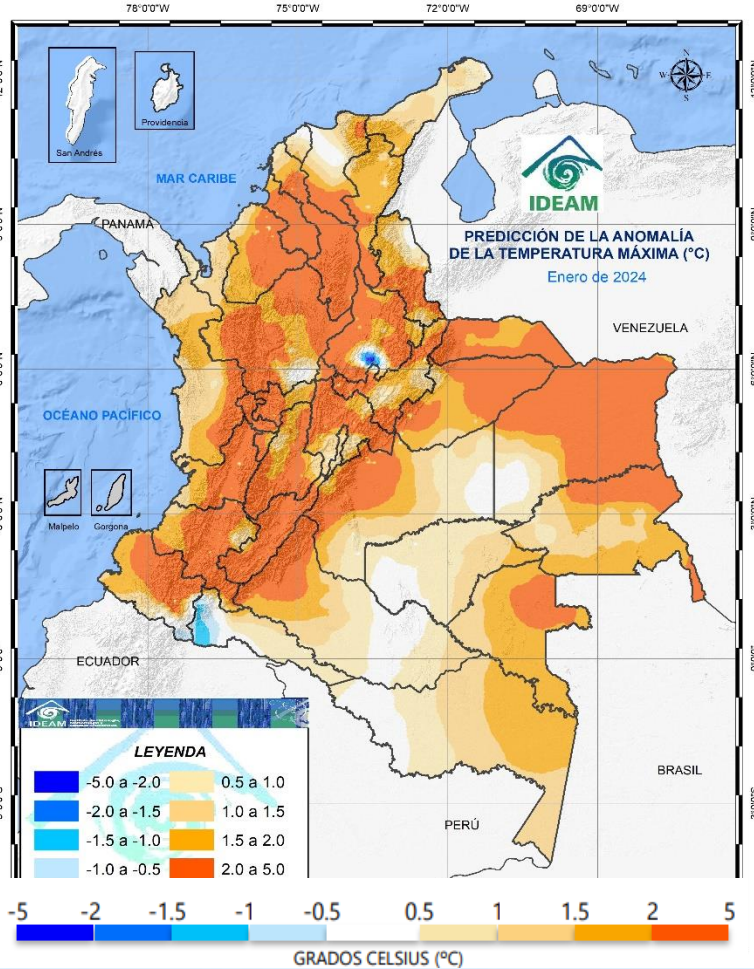 78°0'0"W 75°0'0"W 72°0'0"W 69°0'0"W
San Andrés
Providencia
N
W E
S
MAR CARIBE
IDEAM
PANAMÁ
PREDICCIÓN DE LA ANOMALÍA
DE LA TEMPERATURA MÁXIMA (°C)
Enero de 2024
VENEZUELA
OCÉANO PACÍFICO
Malpelo Gorgona
ECUADOR
IDEAM
LEYENDA
BRASIL
-5.0 a -2.0 0.5 a 1.0
-2.0 a -1.5 1.0 a 1.5
PERÚ
-1.5 a -1.0 1.5 a 2.0
-1.0 a -0.5 2.0 a 5.0
-5 -2 -1.5 -1 -0.5 0.5 1 1.5 2 5
GRADOS CELSIUS (ºC)